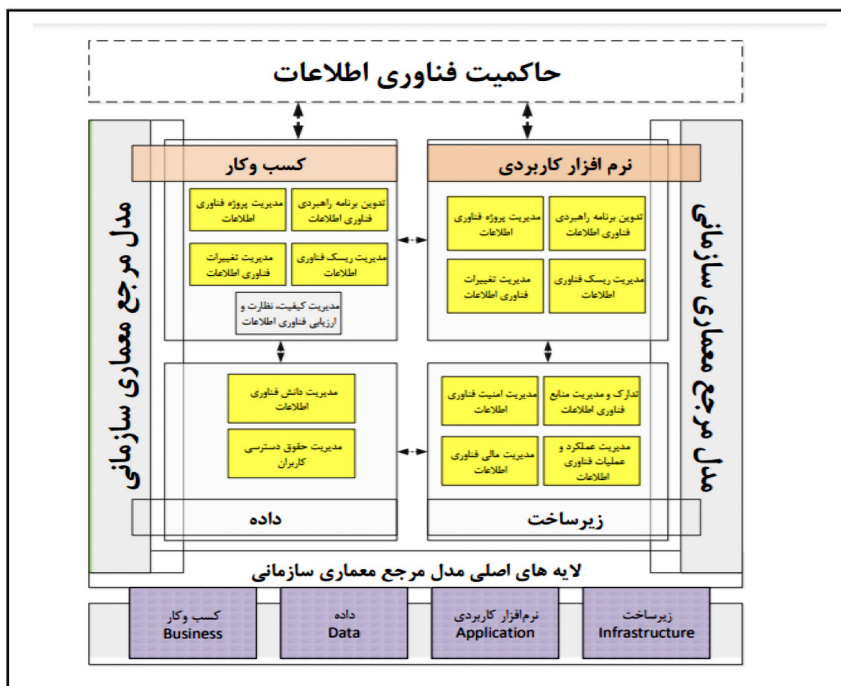 حاکمیت فناوری اطلاعات
نرم افزار کاربردی
تدوین برنامه راهبردی
فناوری اطلاعات
مدیریت پروژه فناوری
اطلاعات
مدیریت ریسک فناوری
اطلاعات
مدیریت تغییرات
فناوری اطلاعات
کسب وکار
تدوین برنامه راهبردی
فناوری اطلاعات
مدیریت پروژه فناوری
اطلاعات
مدیریت ریسک فناوری
اطلاعات
مدیریت تغییرات
فناوری اطلاعات
مدیریت کیفیت، نظارت و
ارزیابی فناوری اطلاعات
تدارک و مدیریت منابع
فناوری اطلاعات
مدیریت امنیت فناوری
اطلاعات
مدیریت عملکرد و
عملیات فناوری
اطلاعات
مدیریت مالی فناوری
اطلاعات
زیرساخت
مدیریت دانش فناوری
اطلاعات
مدیریت حقوق دسترسی
کاربران
داده
مدل مرجع معماری سازمانی
مدل مرجع معماری سازمانی
لایه های اصلی مدل مرجع معماری سازمانی
زیرساخت
Infrastructure
نرم‌افزار کاربردی
Application
داده
Data
کسب وکار
Business